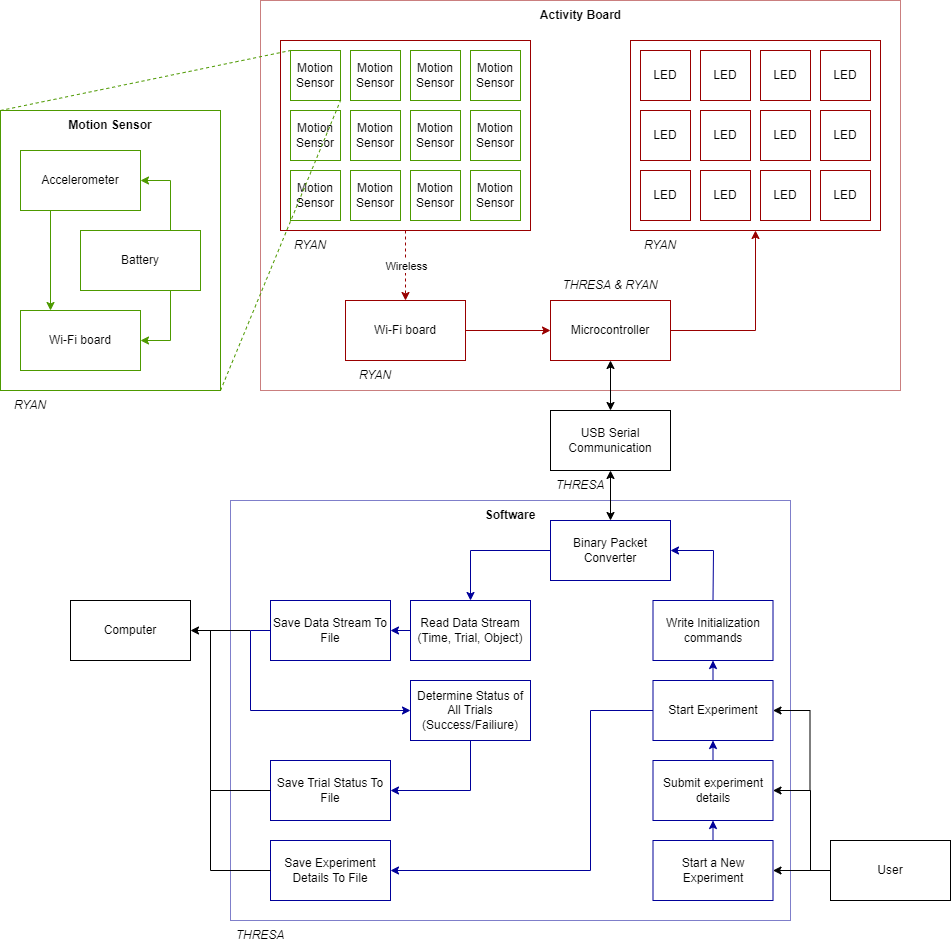 Activity Board
Motion Sensor
Motion Sensor
Motion Sensor
Motion Sensor
LED
LED
LED
LED
Motion Sensor
Motion Sensor
Motion Sensor
Motion Sensor
LED
LED
LED
LED
Motion Sensor
Motion Sensor
Motion Sensor
Motion Sensor
LED
LED
LED
LED
RYAN
RYAN
Motion Sensor
Accelerometer
Battery
Wi-Fi board
RYAN
Wireless
Wi-Fi board
RYAN
THRESA & RYAN
Microcontroller
USB Serial
Communication
THRESA
Software
Binary Packet
Converter
Computer
Save Data Stream To
File
Read Data Stream
(Time, Trial, Object)
Write Initialization
commands
Determine Status of
All Trials
(Success/Failiure)
Start Experiment
Save Trial Status To
File
Submit experiment
details
Save Experiment
Details To File
Start a New
Experiment
User
THRESA